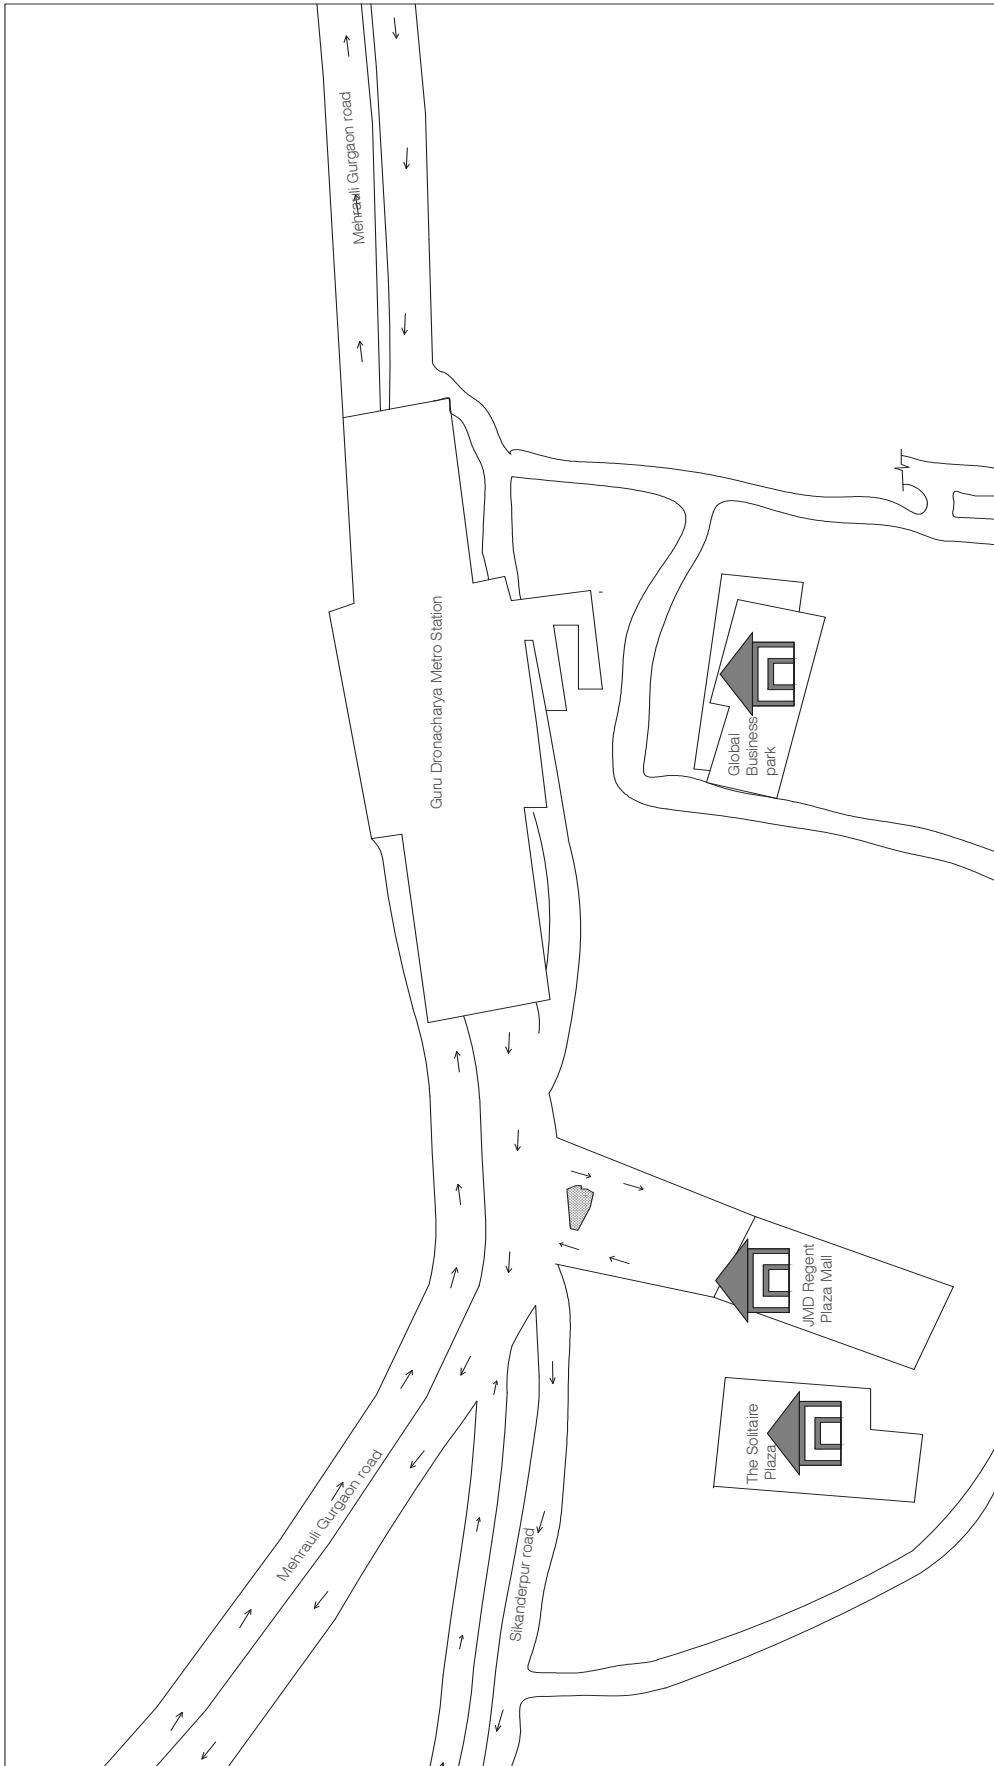 Mehrauli Gurgaon road
Guru Dronacharya Metro Station
Global
Business
park
JMD Regent
Plaza Mall
The Solitaire
Plaza
Mehrauli Gurgaon road
Sikanderpur road